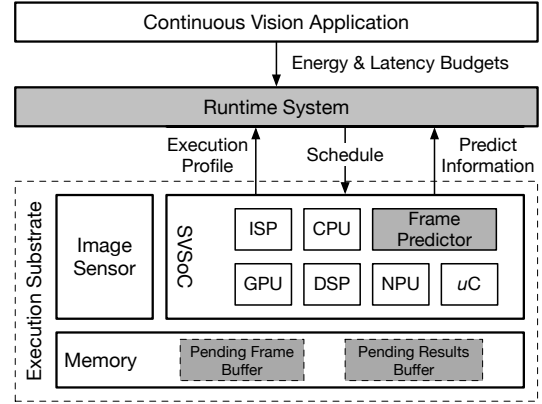 Continuous Vision Application
Energy & Latency Budgets
Runtime System
Execution
Profile
Schedule
Predict
Information
Execution Substrate
Image
Sensor
SVSoC
ISP
CPU
Frame
Predictor
GPU
DSP
NPU
uC
Memory
Pending Frame
Buffer
Pending Results
Buffer